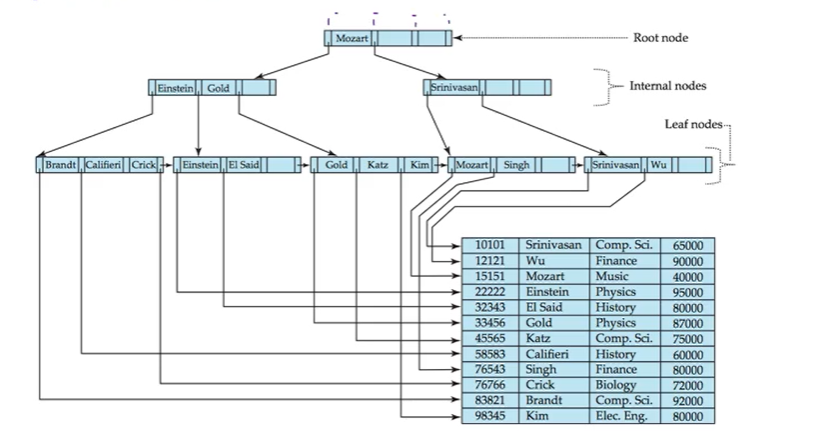 Mozart
Root node
Einstein Gold
Srinivasan
Internal nodes
Leaf nodes
Brandt Califieri Crick Einstein El Said Gold Katz Kim Mozart Singh Srinivasan Wu
10101 Srinivasan Comp. Sci. 65000
12121 Wu Finance 90000
15151 Mozart Music 40000
22222 Einstein Physics 95000
32343 El Said History 80000
33456 Gold Physics 87000
45565 Katz Comp. Sci. 75000
58583 Califieri History 60000
76543 Singh Finance 80000
76766 Crick Biology 72000
83821 Brandt Comp. Sci. 92000
98345 Kim Elec. Eng. 80000